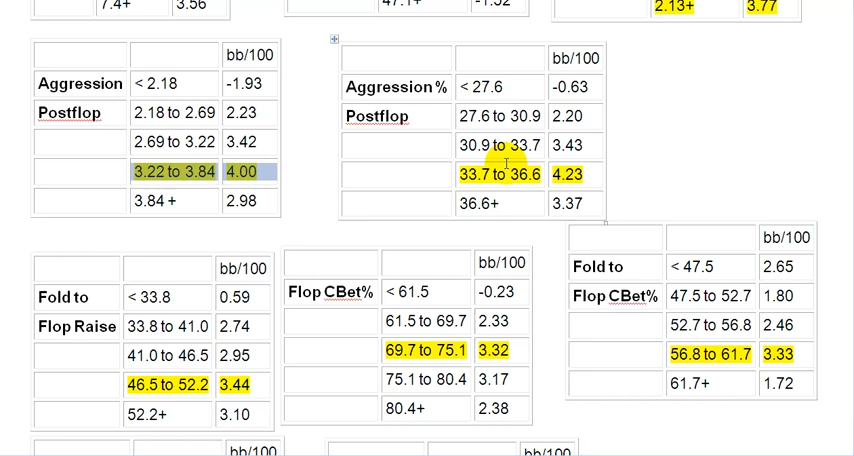 7.4+ 3.56
47.1+ -1.52
2.13+ 3.77
bb/100
Aggression < 2.18 -1.93
Postflop 2.18 to 2.69 2.23
2.69 to 3.22 3.42
3.22 to 3.84 4.00
3.84 + 2.98
bb/100
Aggression % < 27.6 -0.63
Postflop 27.6 to 30.9 2.20
30.9 to 33.7 3.43
33.7 to 36.6 4.23
36.6+ 3.37
bb/100
Fold to < 33.8 0.59
Flop Raise 33.8 to 41.0 2.74
41.0 to 46.5 2.95
46.5 to 52.2 3.44
52.2+ 3.10
bb/100
Flop CBet% < 61.5 -0.23
61.5 to 69.7 2.33
69.7 to 75.1 3.32
75.1 to 80.4 3.17
80.4+ 2.38
bb/100
Fold to < 47.5 2.65
Flop CBet% 47.5 to 52.7 1.80
52.7 to 56.8 2.46
56.8 to 61.7 3.33
61.7+ 1.72
bb/100
bb/100